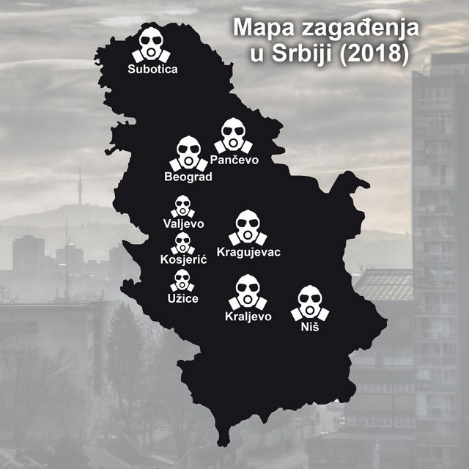 Mapa zagađenja
u Srbiji (2018)
Subotica
Pančevo
Beograd
Valjevo
Kragujevac
Kosjerić
Užice
Kraljevo
Niš